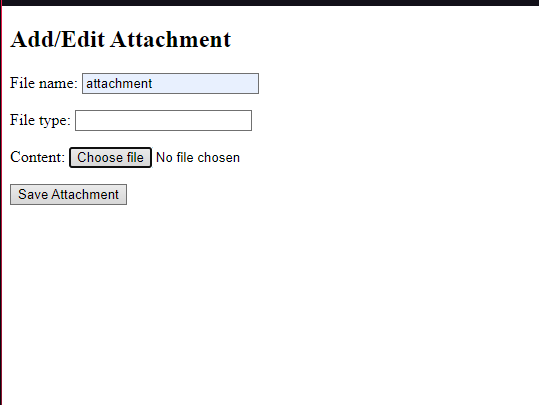 Add/Edit Attachment
File name: attachment
File type:
Content: Choose file No file chosen
Save Attachment